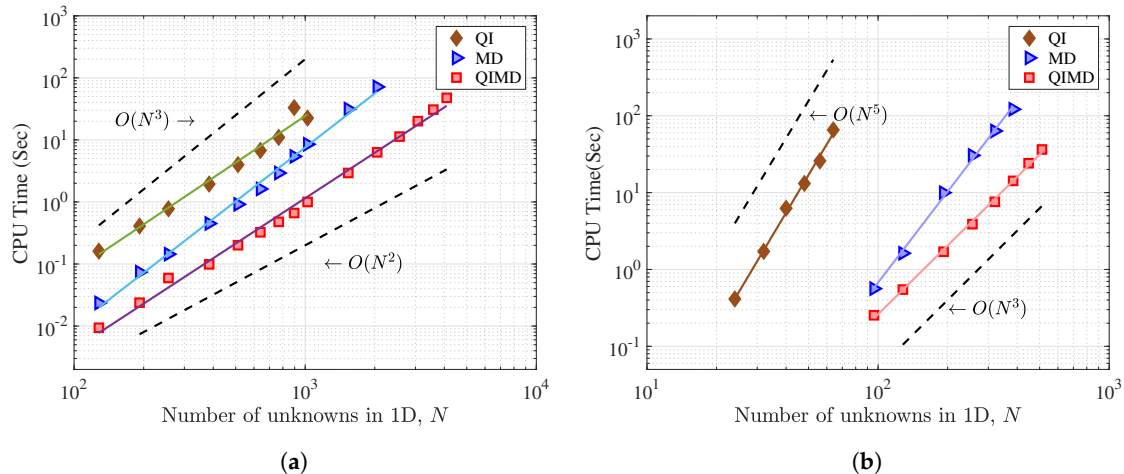 10^3
10^2
10^1
10^0
10^-1
10^-2
CPU Time (Sec)
O(N^3) →
← O(N^2)
QI
MD
QIMD
10^2
10^3
10^4
Number of unknowns in 1D, N
(a)
10^3
10^2
10^1
10^0
10^-1
CPU Time(Sec)
← O(N^5)
← O(N^3)
QI
MD
QIMD
10^1
10^2
10^3
Number of unknowns in 1D, N
(b)